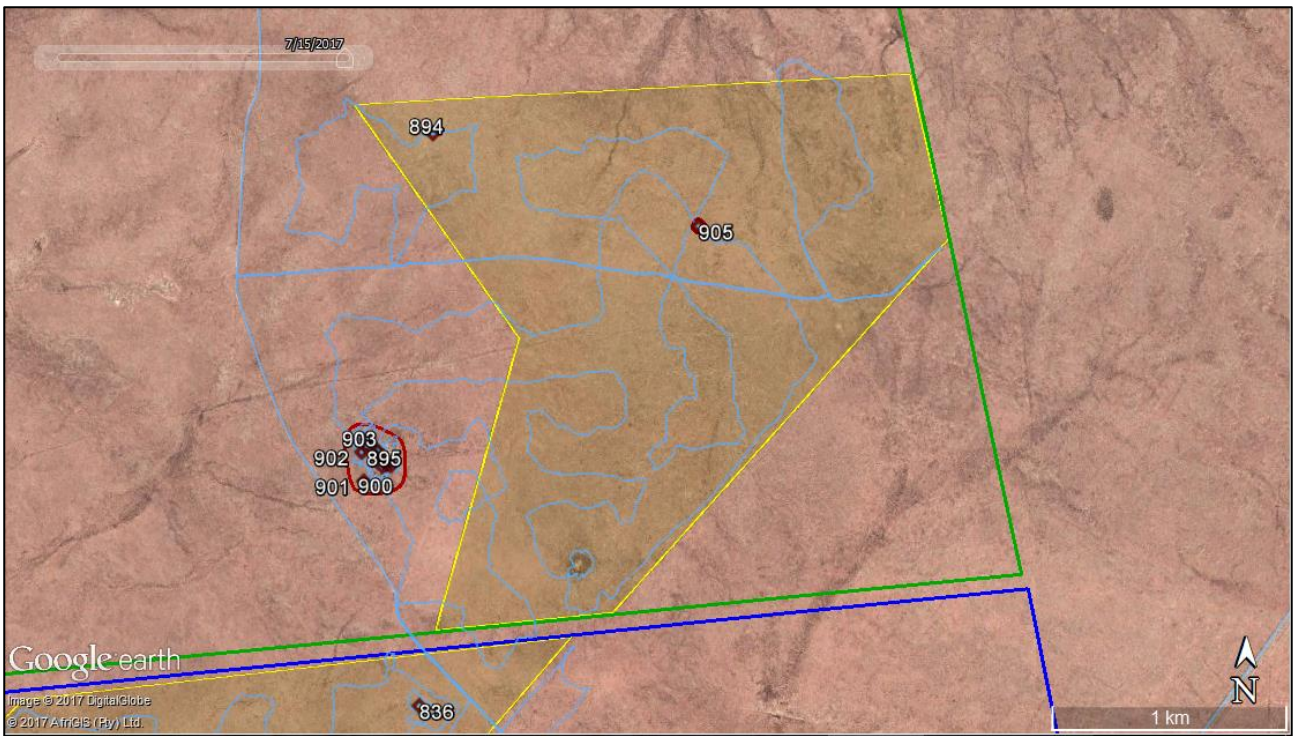 7/15/2017
894
905
903
902 895
901 900
Google earth
836
Image © 2017 DigitalGlobe
© 2017 AfriGIS (Pty) Ltd.
N
1 km